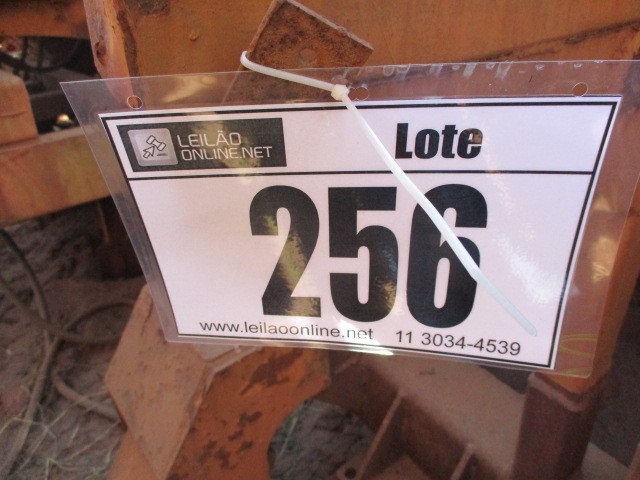 LEILÃO
ONLINE.NET
Lote
256
www.leilaoonline.net 11 3034-4539